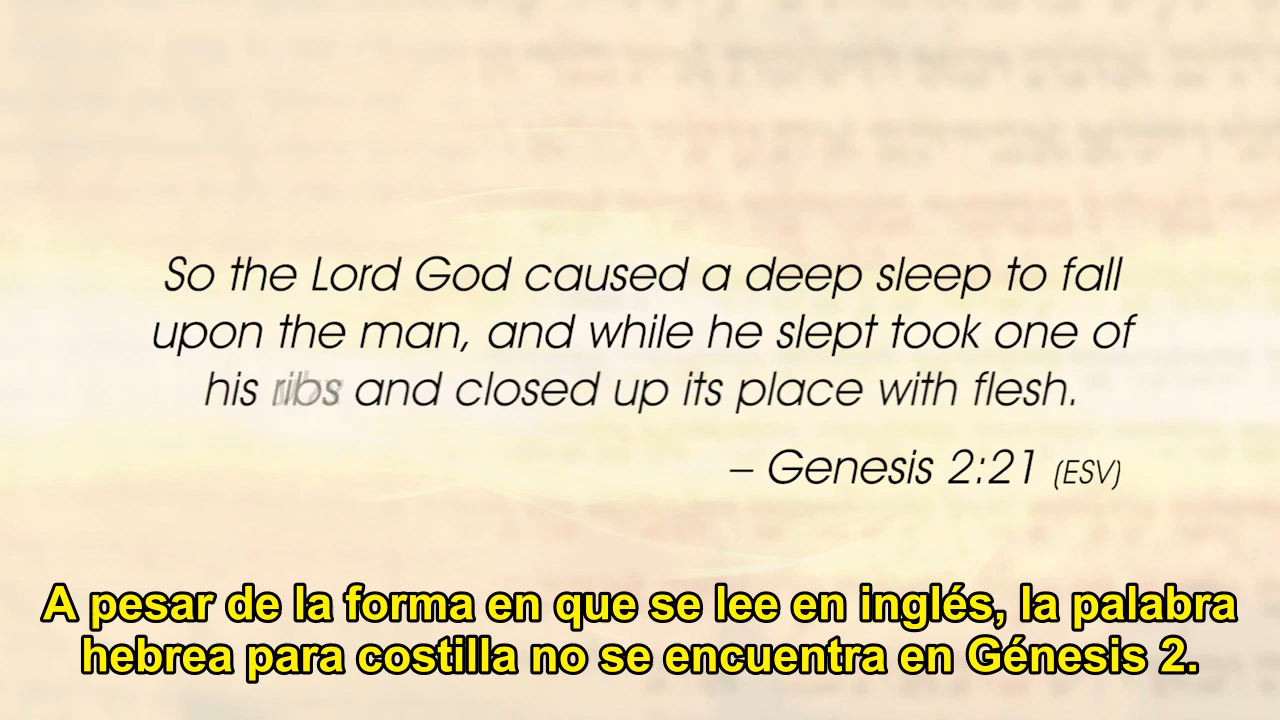 So the Lord God caused a deep sleep to fall
upon the man, and while he slept took one of
his ribs and closed up its place with flesh.
– Genesis 2:21 (ESV)
A pesar de la forma en que se lee en inglés, la palabra
hebrea para costilla no se encuentra en Génesis 2.